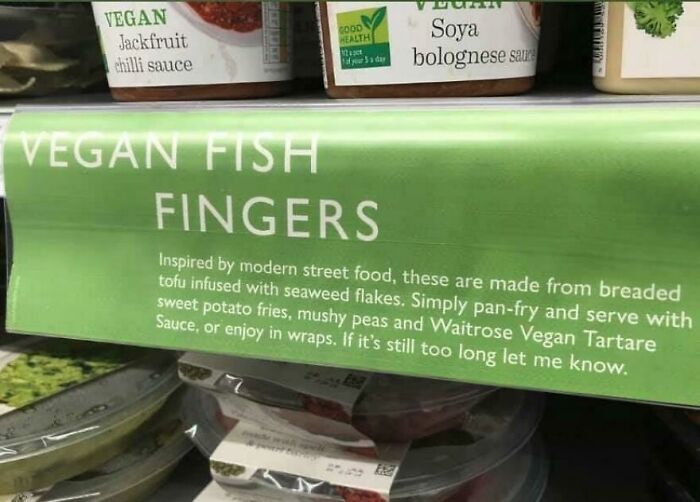 VEGAN
Jackfruit
chilli sauce
GOOD
HEALTH
VEGAN
Soya
bolognese sauce
VEGAN FISH
FINGERS
Inspired by modern street food, these are made from breaded
tofu infused with seaweed flakes. Simply pan-fry and serve with
sweet potato fries, mushy peas and Waitrose Vegan Tartare
Sauce, or enjoy in wraps. If it's still too long let me know.